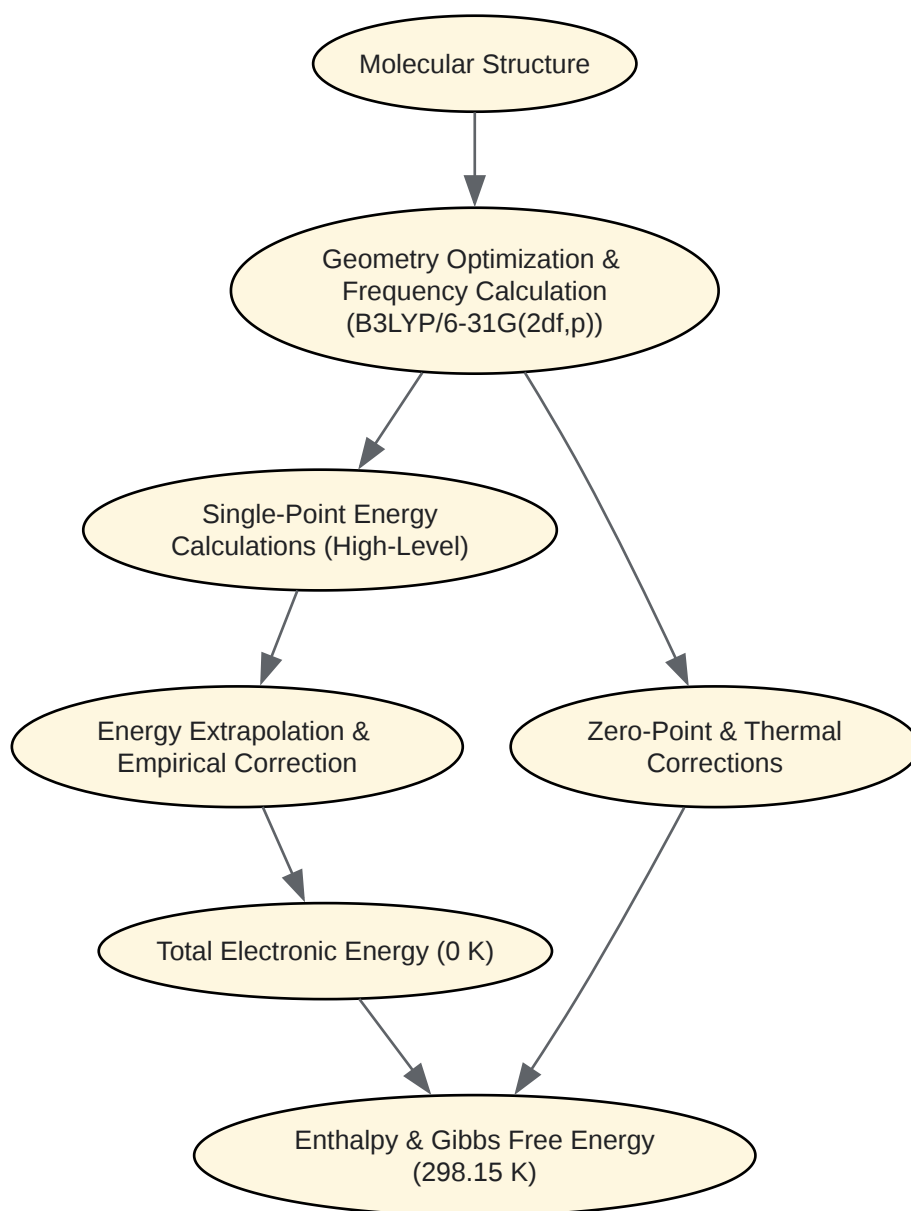 Molecular Structure
Geometry Optimization &
Frequency Calculation
(B3LYP/6-31G(2df,p))
Single-Point Energy
Calculations (High-Level)
Energy Extrapolation &
Empirical Correction
Zero-Point & Thermal
Corrections
Total Electronic Energy (0 K)
Enthalpy & Gibbs Free Energy
(298.15 K)